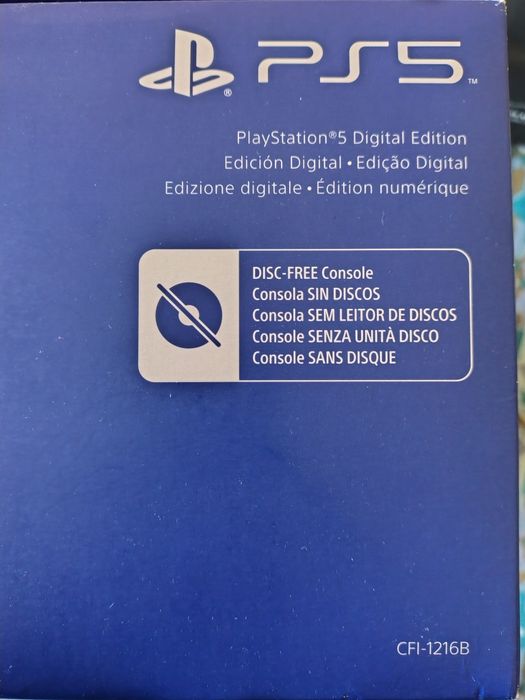 PS5™
PlayStation®5 Digital Edition
Edición Digital • Edição Digital
Edizione digitale • Édition numérique
DISC-FREE Console
Consola SIN DISCOS
Consola SEM LEITOR DE DISCOS
Console SENZA UNITÀ DISCO
Console SANS DISQUE
CFI-1216B